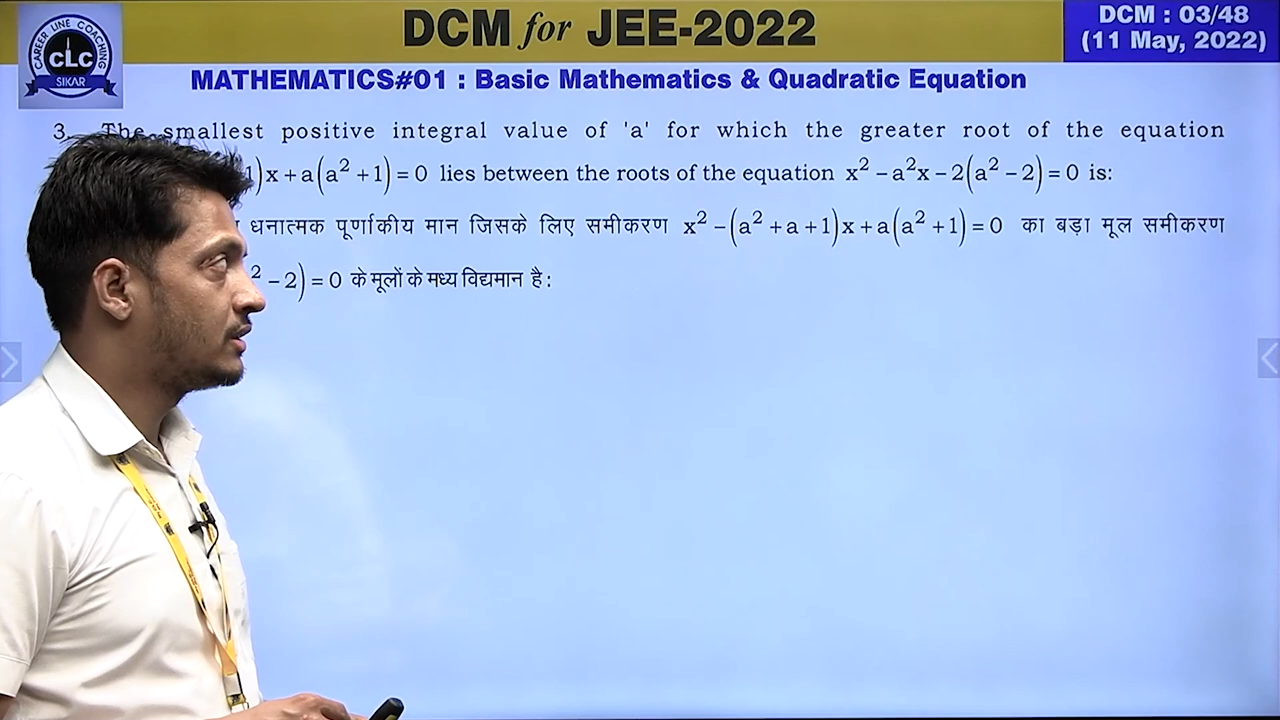 DCM for JEE-2022
DCM : 03/48
(11 May, 2022)
CAREER LINE COACHING
CLC
SIKAR
MATHEMATICS#01 : Basic Mathematics & Quadratic Equation
3. The smallest positive integral value of 'a' for which the greater root of the equation
1)x + a(a² + 1) = 0 lies between the roots of the equation x² − a²x − 2(a² − 2) = 0 is:
धनात्मक पूर्णाकीय मान जिसके लिए समीकरण x² − (a² + a + 1)x + a(a² + 1) = 0 का बड़ा मूल समीकरण
² − 2) = 0 के मूलों के मध्य विद्यमान है :